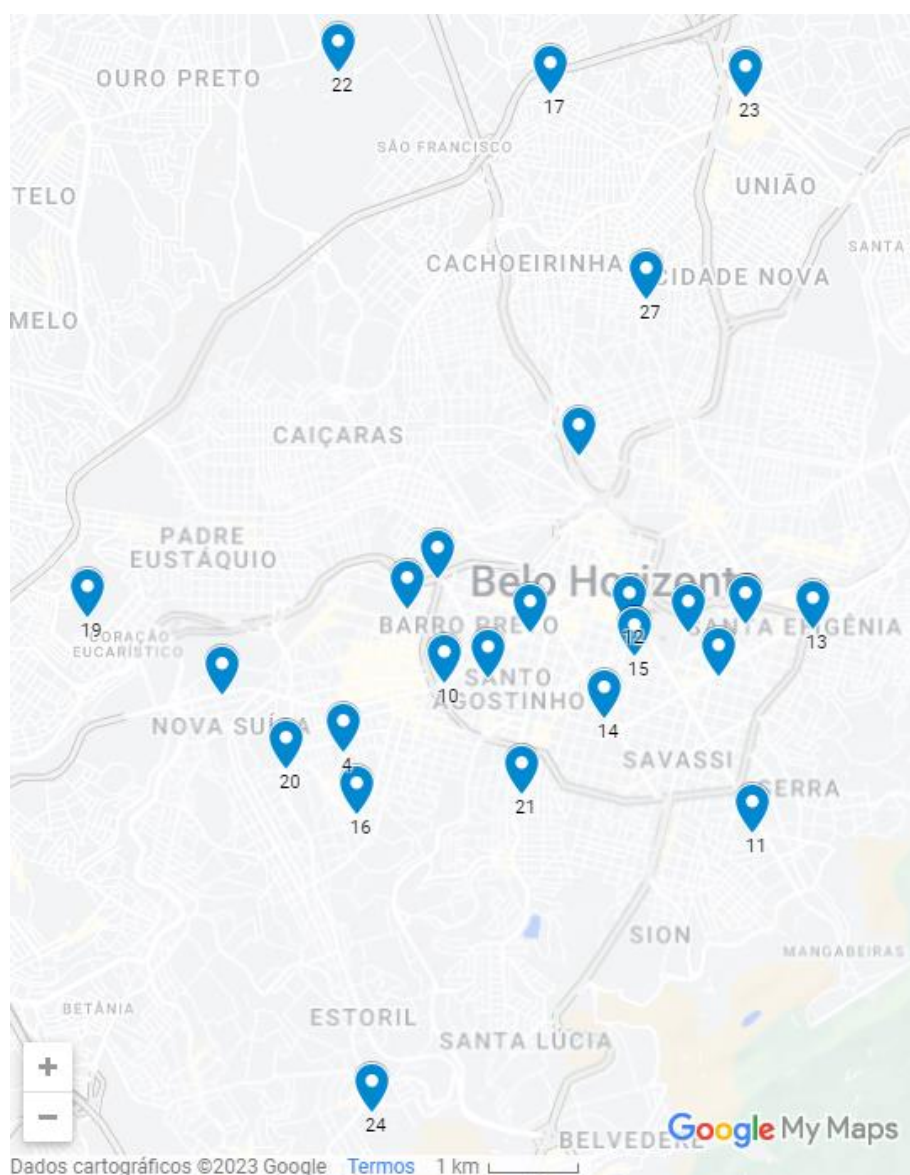 OURO PRETO
22
17
23
SÃO FRANCISCO
UNIÃO
TELO
SANTA
CACHOEIRINHA
CIDADE NOVA
27
MELO
CAIÇARAS
PADRE
EUSTÁQUIO
Belo Horizonte
BARRO PRETO
SANTA EFIGÊNIA
19
13
12
15
CORAÇÃO
EUCARÍSTICO
10
SANTO
AGOSTINHO
14
NOVA SUÍÇA
4
20
SAVASSI
SERRA
16
21
11
SION
MANGABEIRAS
BETÂNIA
ESTORIL
SANTA LÚCIA
+
−
24
BELVEDERE
Google My Maps
Dados cartográficos ©2023 Google Termos 1 km